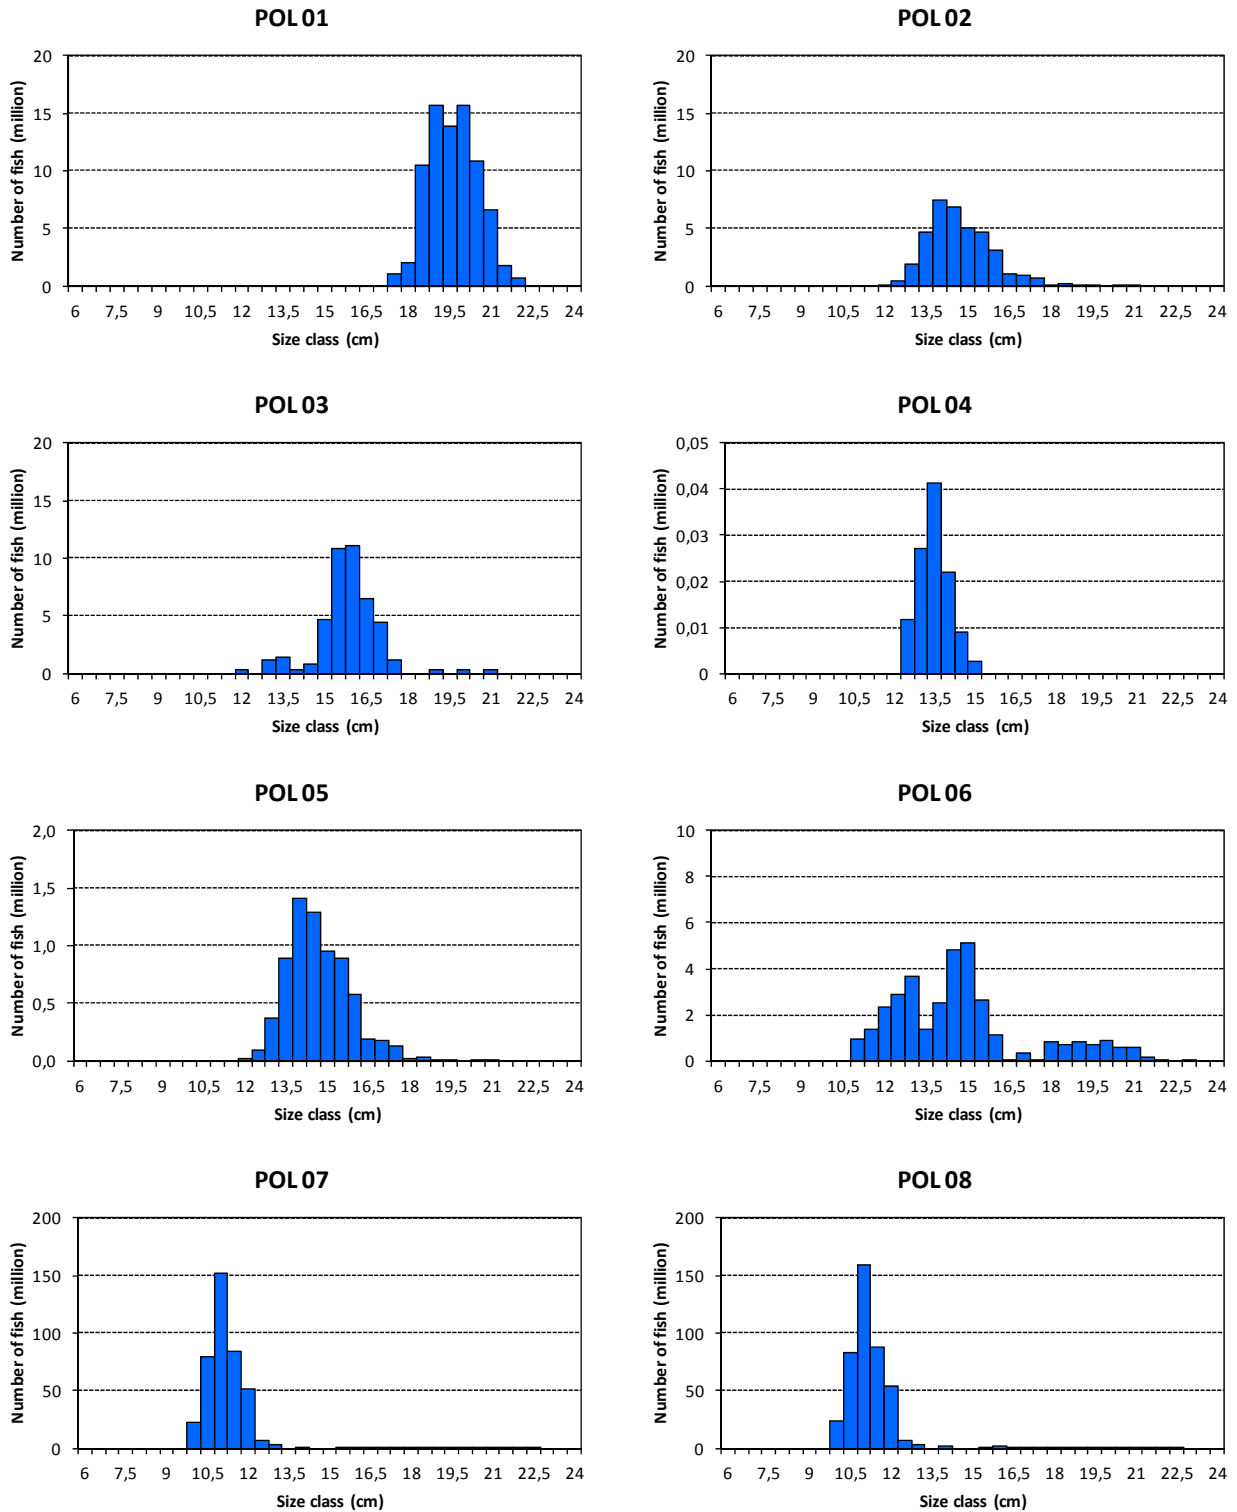 POL 01
Number of fish (million)
20
15
10
5
0
6 7,5 9 10,5 12 13,5 15 16,5 18 19,5 21 22,5 24
Size class (cm)
POL 02
Number of fish (million)
20
15
10
5
0
6 7,5 9 10,5 12 13,5 15 16,5 18 19,5 21 22,5 24
Size class (cm)
POL 03
Number of fish (million)
20
15
10
5
0
6 7,5 9 10,5 12 13,5 15 16,5 18 19,5 21 22,5 24
Size class (cm)
POL 04
Number of fish (million)
0,05
0,04
0,03
0,02
0,01
0
6 7,5 9 10,5 12 13,5 15 16,5 18 19,5 21 22,5 24
Size class (cm)
POL 05
Number of fish (million)
2,0
1,5
1,0
0,5
0,0
6 7,5 9 10,5 12 13,5 15 16,5 18 19,5 21 22,5 24
Size class (cm)
POL 06
Number of fish (million)
10
8
6
4
2
0
6 7,5 9 10,5 12 13,5 15 16,5 18 19,5 21 22,5 24
Size class (cm)
POL 07
Number of fish (million)
200
150
100
50
0
6 7,5 9 10,5 12 13,5 15 16,5 18 19,5 21 22,5 24
Size class (cm)
POL 08
Number of fish (million)
200
150
100
50
0
6 7,5 9 10,5 12 13,5 15 16,5 18 19,5 21 22,5 24
Size class (cm)